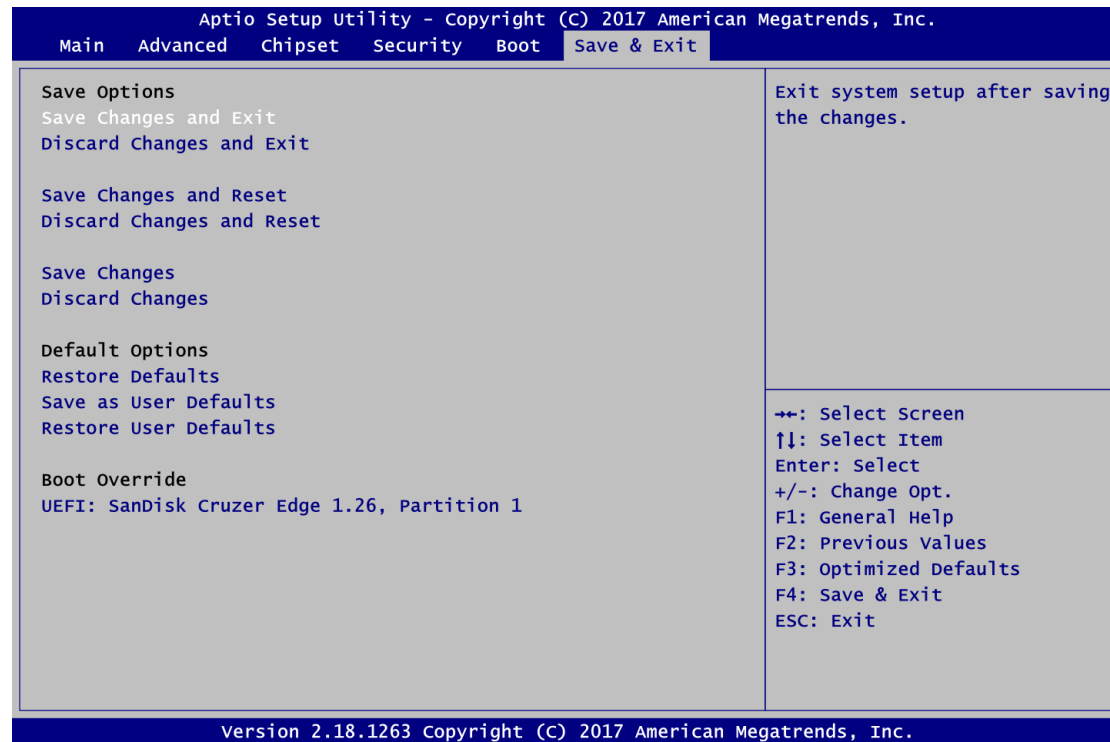 Aptio Setup Utility – Copyright (C) 2017 American Megatrends, Inc.
Main Advanced Chipset Security Boot Save & Exit
Save Options
Save Changes and Exit
Discard Changes and Exit
Save Changes and Reset
Discard Changes and Reset
Save Changes
Discard Changes
Default Options
Restore Defaults
Save as User Defaults
Restore User Defaults
Boot Override
UEFI: SanDisk Cruzer Edge 1.26, Partition 1
Exit system setup after saving
the changes.
→←: Select Screen
↑↓: Select Item
Enter: Select
+/-: Change Opt.
F1: General Help
F2: Previous Values
F3: Optimized Defaults
F4: Save & Exit
ESC: Exit
Version 2.18.1263 Copyright (C) 2017 American Megatrends, Inc.